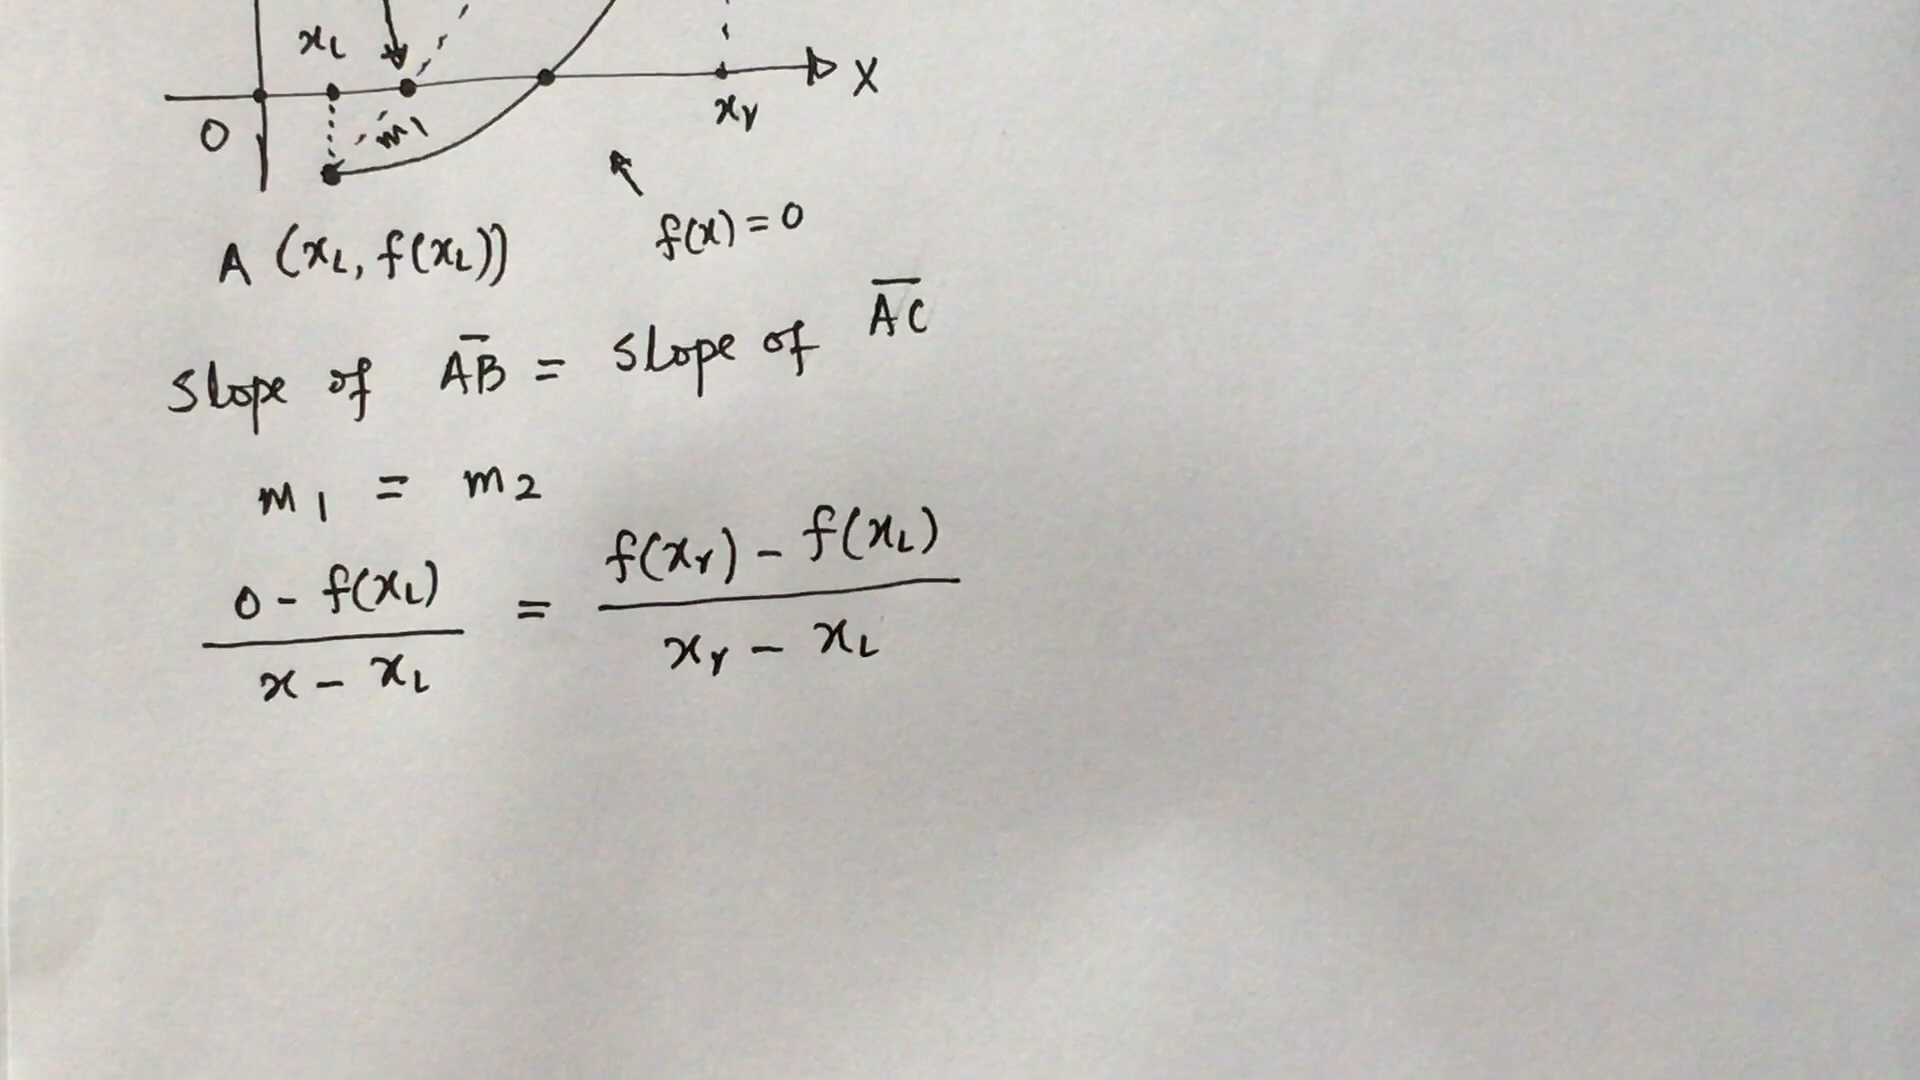 xL
X
O
m1
xr
f(x) = 0
A (xL, f(xL))
Slope of AB = Slope of AC
m1 = m2
0 - f(xL) / x - xL = f(xr) - f(xL) / xr - xL